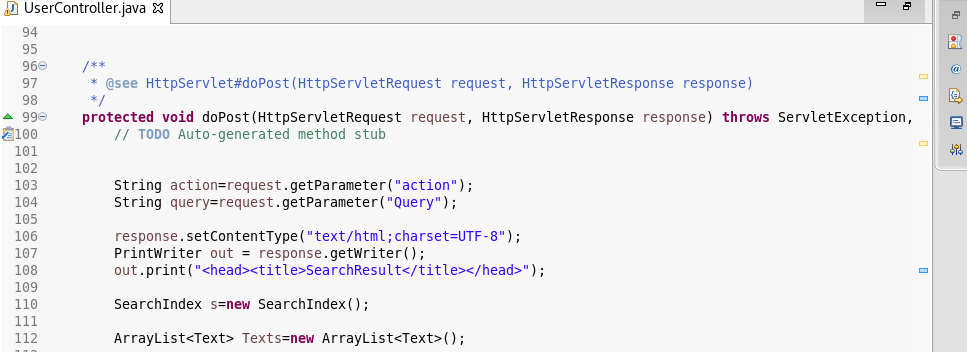 UserController.java
94
95
96 /**
97 * @see HttpServlet#doPost(HttpServletRequest request, HttpServletResponse response)
98 */
99 protected void doPost(HttpServletRequest request, HttpServletResponse response) throws ServletException,
100 // TODO Auto-generated method stub
101
102
103 String action=request.getParameter("action");
104 String query=request.getParameter("Query");
105
106 response.setContentType("text/html;charset=UTF-8");
107 PrintWriter out = response.getWriter();
108 out.print("<head><title>SearchResult</title></head>");
109
110 SearchIndex s=new SearchIndex();
111
112 ArrayList<Text> Texts=new ArrayList<Text>();